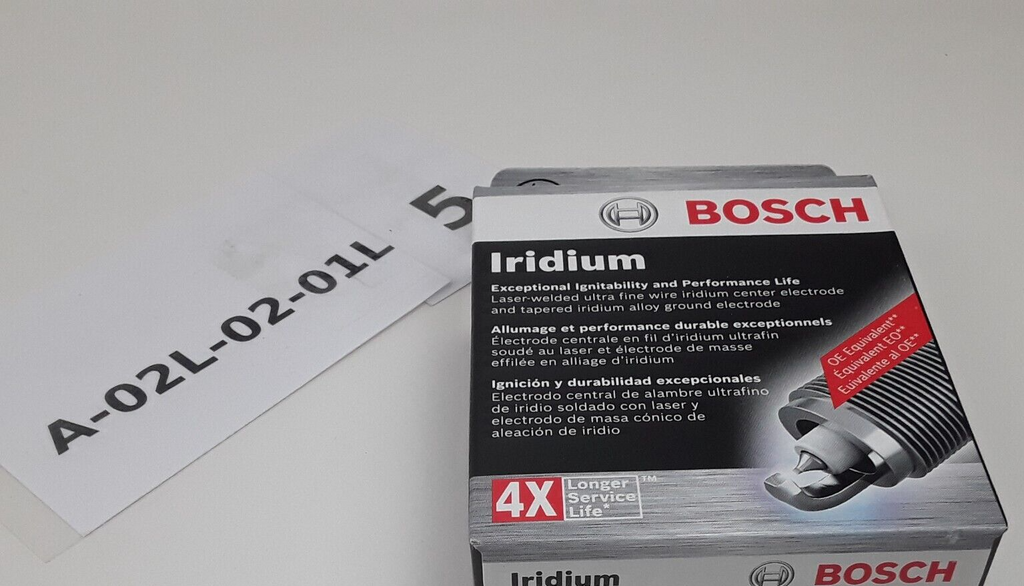 A-02L-02-01L
5
BOSCH
Iridium
Exceptional Ignitability and Performance Life
Laser-welded ultra fine wire iridium center electrode
and tapered iridium alloy ground electrode
Allumage et performance durable exceptionnels
Électrode centrale en fil d'iridium ultrafin
soudé au laser et électrode de masse
effilée en alliage d'iridium
Ignición y durabilidad excepcionales
Electrodo central de alambre ultrafino
de iridio soldado con laser y
electrodo de masa cónico de
aleación de iridio
OE Equivalent**
Équivalent EO**
Euivalente al OE**
4X
Longer
Service
Life*
TM
Iridium
BOSCH